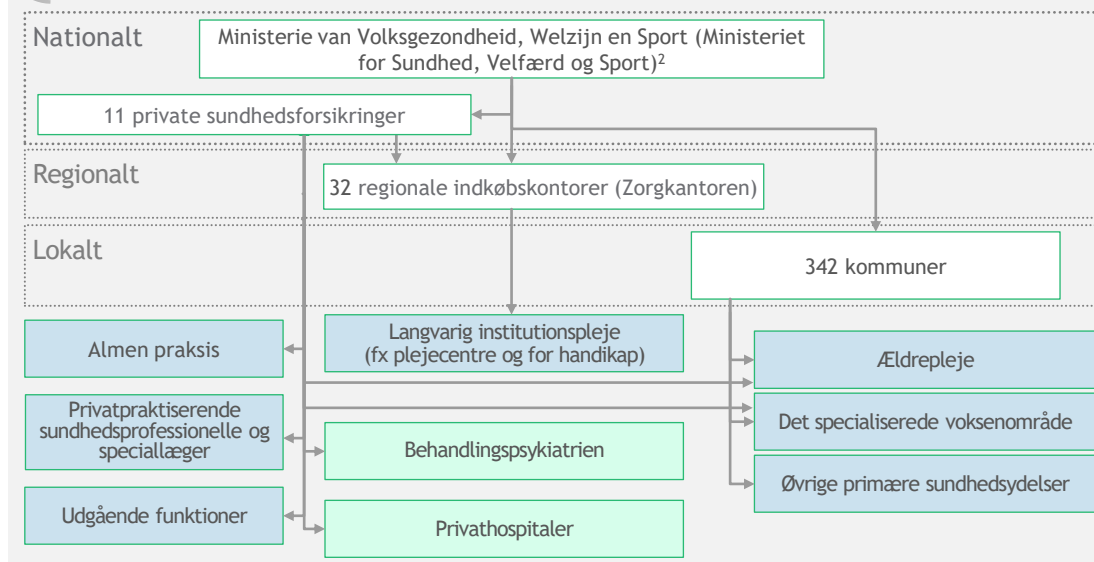 Nationalt
Ministerie van Volksgezondheid, Welzijn en Sport (Ministeriet
for Sundhed, Velfærd og Sport)²
11 private sundhedsforsikringer
Regionalt
32 regionale indkøbskontorer (Zorgkantoren)
Lokalt
342 kommuner
Almen praksis
Langvarig institutionspleje
(fx plejecentre og for handikap)
Ældrepleje
Privatpraktiserende
sundhedsprofessionelle og
speciallæger
Behandlingspsykiatrien
Det specialiserede voksenområde
Øvrige primære sundhedsydelser
Udgående funktioner
Privathospitaler